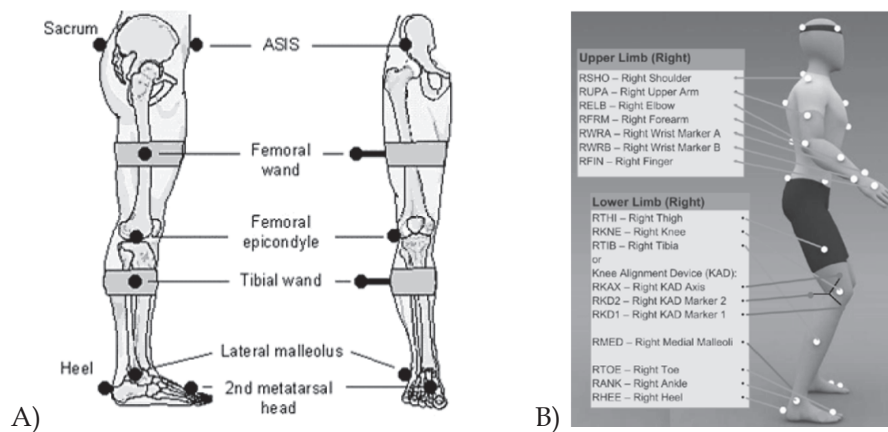 Sacrum
ASIS
Femoral
wand
Femoral
epicondyle
Tibial wand
Lateral malleolus
Heel
2nd metatarsal
head
A)
Upper Limb (Right)
RSHO – Right Shoulder
RUPA – Right Upper Arm
RELB – Right Elbow
RFRM – Right Forearm
RWRA – Right Wrist Marker A
RWRB – Right Wrist Marker B
RFIN – Right Finger
Lower Limb (Right)
RTHI – Right Thigh
RKNE – Right Knee
RTIB – Right Tibia
or
Knee Alignment Device (KAD):
RKAX – Right KAD Axis
RKD2 – Right KAD Marker 2
RKD1 – Right KAD Marker 1
RMED – Right Medial Malleoli
RTOE – Right Toe
RANK – Right Ankle
RHEE – Right Heel
B)